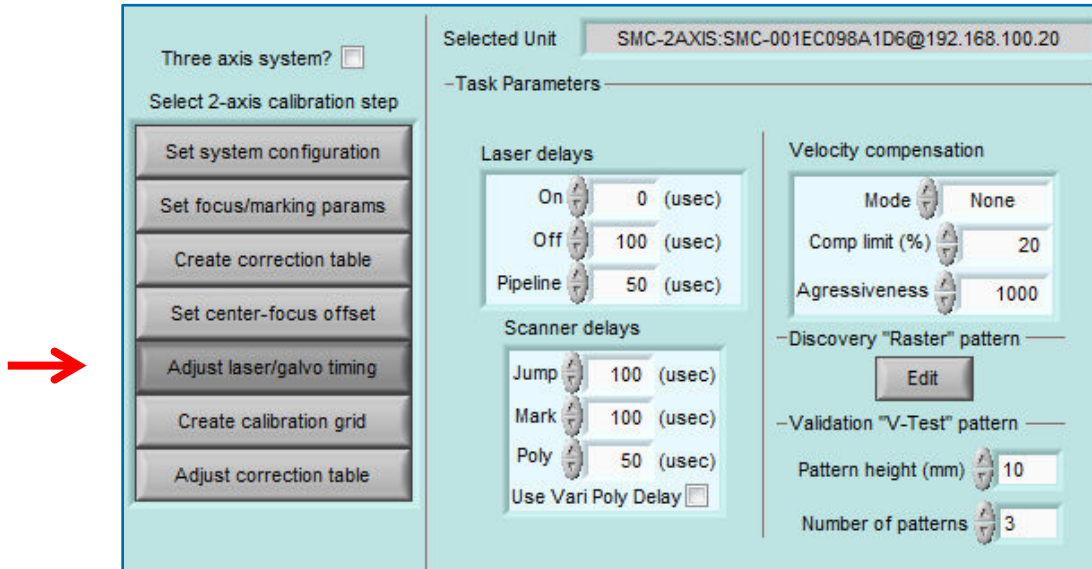 Three axis system?
Select 2-axis calibration step
Set system configuration
Set focus/marking params
Create correction table
Set center-focus offset
Adjust laser/galvo timing
Create calibration grid
Adjust correction table
Selected Unit SMC-2AXIS:SMC-001EC098A1D6@192.168.100.20
Task Parameters
Laser delays
On 0 (usec)
Off 100 (usec)
Pipeline 50 (usec)
Scanner delays
Jump 100 (usec)
Mark 100 (usec)
Poly 50 (usec)
Use Vari Poly Delay
Velocity compensation
Mode None
Comp limit (%) 20
Agressiveness 1000
Discovery "Raster" pattern
Edit
Validation "V-Test" pattern
Pattern height (mm) 10
Number of patterns 3